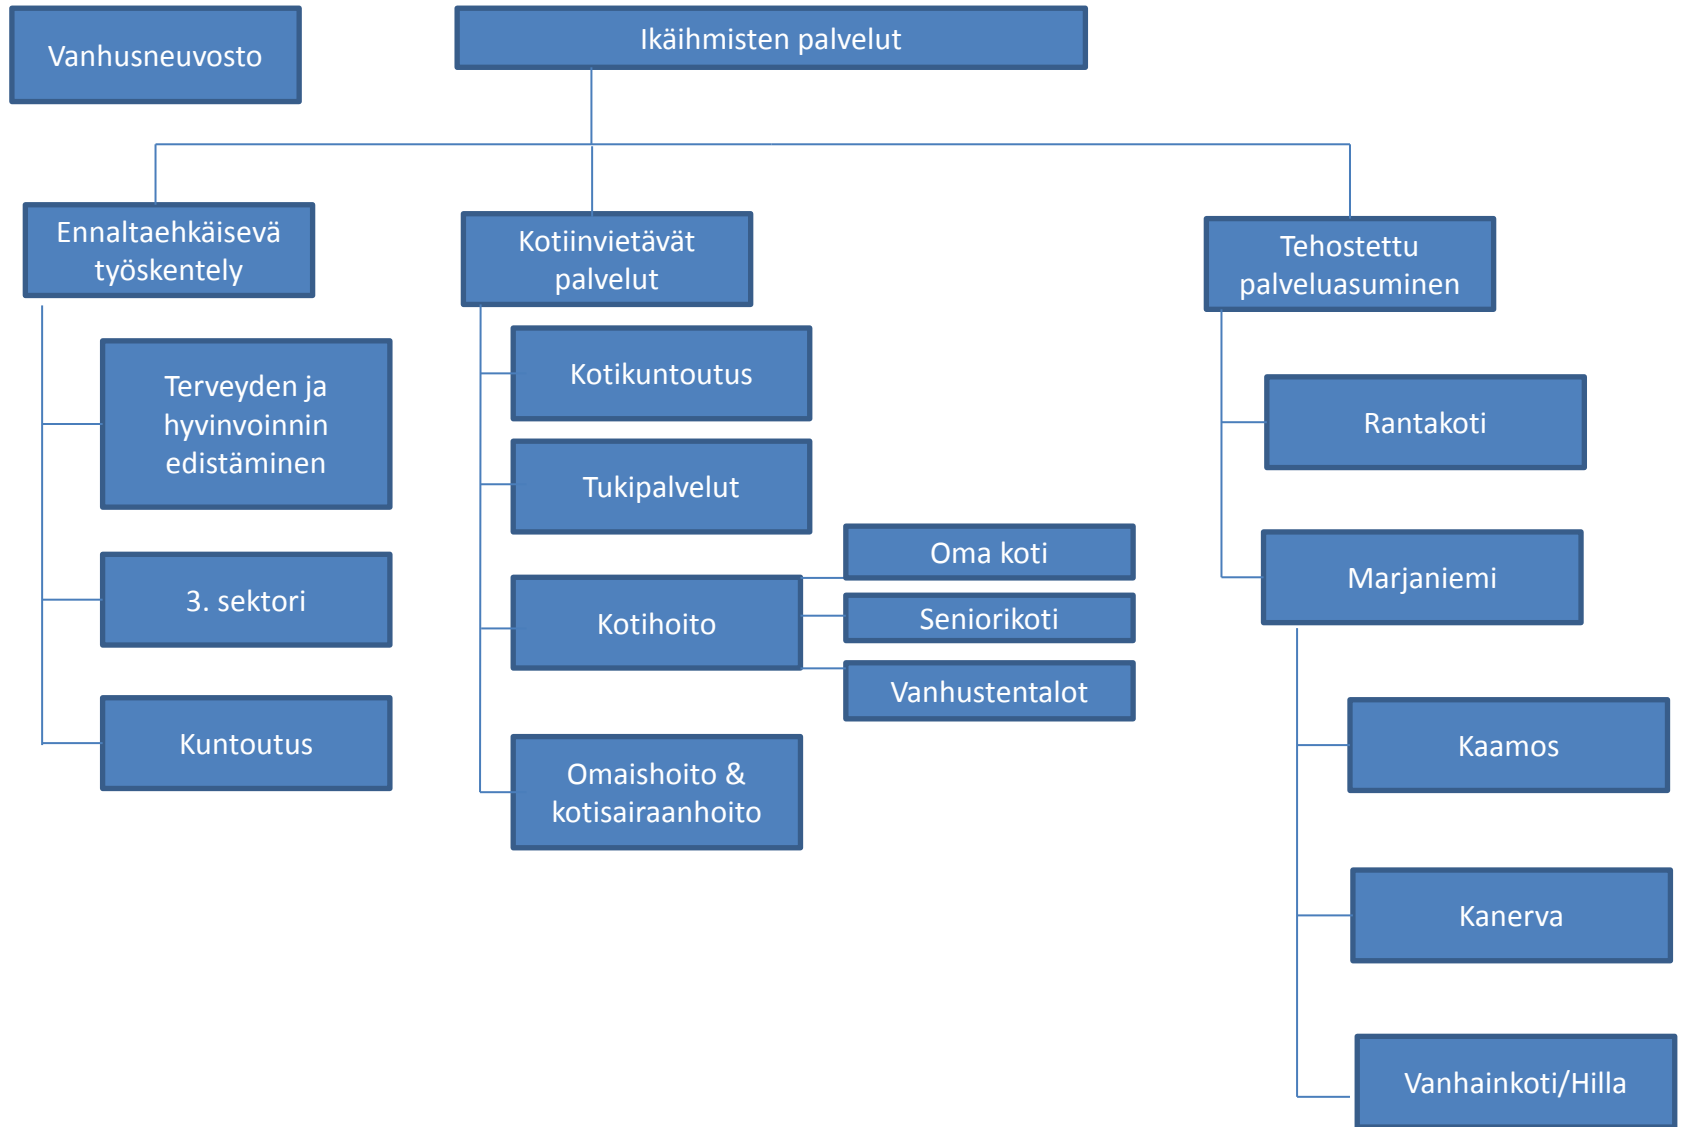 Vanhusneuvosto
Ikäihmisten palvelut
Ennaltaehkäisevä
työskentely
Terveyden ja
hyvinvoinnin
edistäminen
3. sektori
Kuntoutus
Kotiinvietävät
palvelut
Kotikuntoutus
Tukipalvelut
Kotihoito
Oma koti
Seniorikoti
Vanhustentalot
Omaishoito &
kotisairaanhoito
Tehostettu
palveluasuminen
Rantakoti
Marjaniemi
Kaamos
Kanerva
Vanhainkoti/Hilla